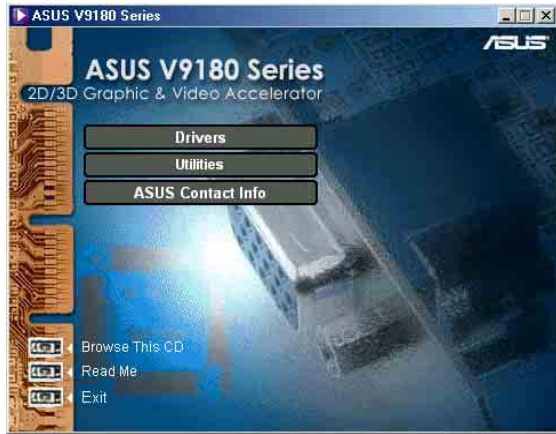 ASUS V9180 Series
ASUS
ASUS V9180 Series
2D/3D Graphic & Video Accelerator
Drivers
Utilities
ASUS Contact Info
Browse This CD
Read Me
Exit